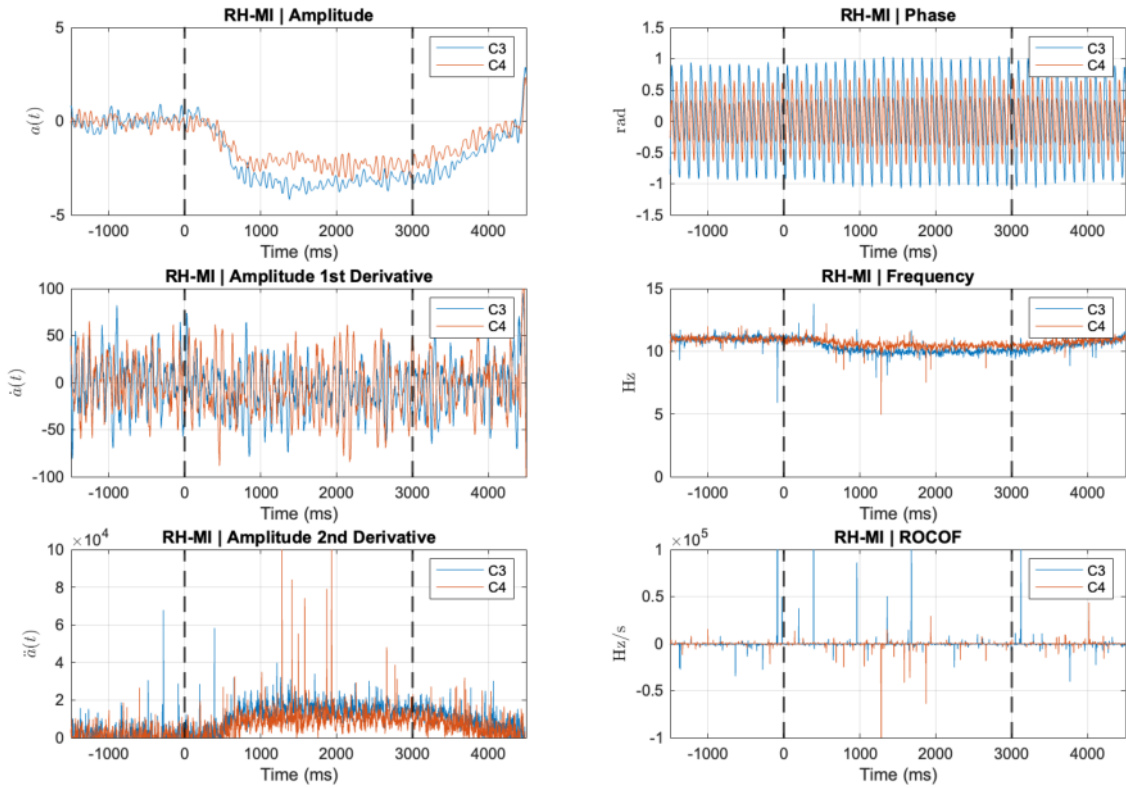 RH-MI | Amplitude
5
0
-5
a(t)
C3
C4
-1000 0 1000 2000 3000 4000
Time (ms)
RH-MI | Phase
1.5
1
0.5
0
-0.5
-1
-1.5
rad
C3
C4
-1000 0 1000 2000 3000 4000
Time (ms)
RH-MI | Amplitude 1st Derivative
100
50
0
-50
-100
ȧ(t)
C3
C4
-1000 0 1000 2000 3000 4000
Time (ms)
RH-MI | Frequency
15
10
5
0
Hz
C3
C4
-1000 0 1000 2000 3000 4000
Time (ms)
RH-MI | Amplitude 2nd Derivative
×10⁴
10
8
6
4
2
0
ä(t)
C3
C4
-1000 0 1000 2000 3000 4000
Time (ms)
RH-MI | ROCOF
×10⁵
1
0.5
0
-0.5
-1
Hz/s
C3
C4
-1000 0 1000 2000 3000 4000
Time (ms)